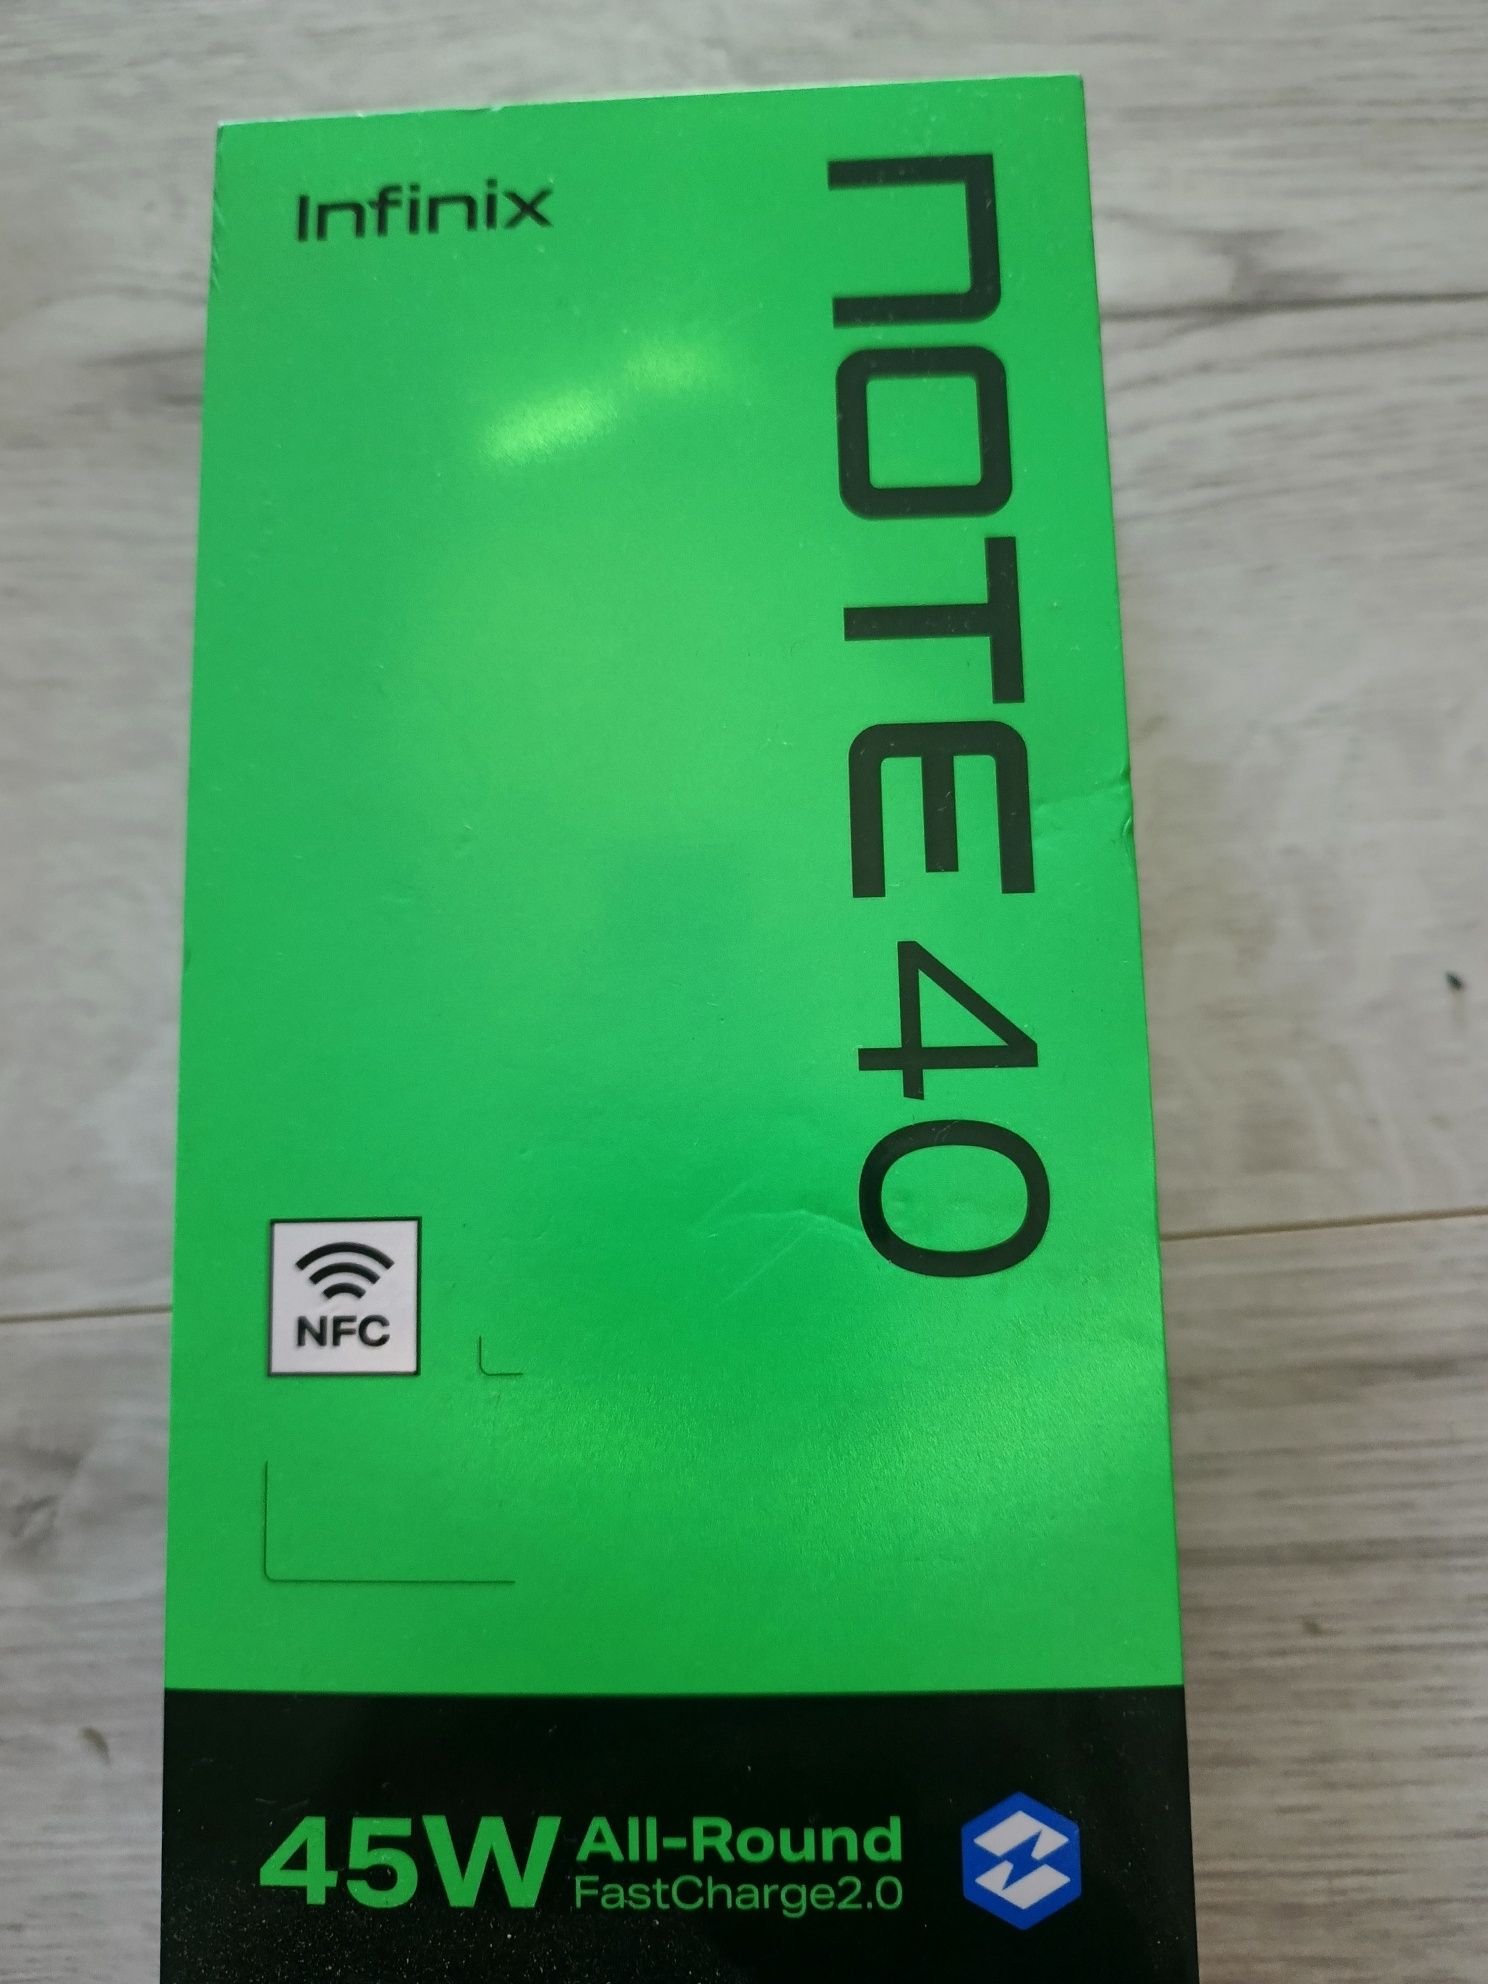 Infinix
NOTE 40
NFC
45W All-Round
FastCharge2.0